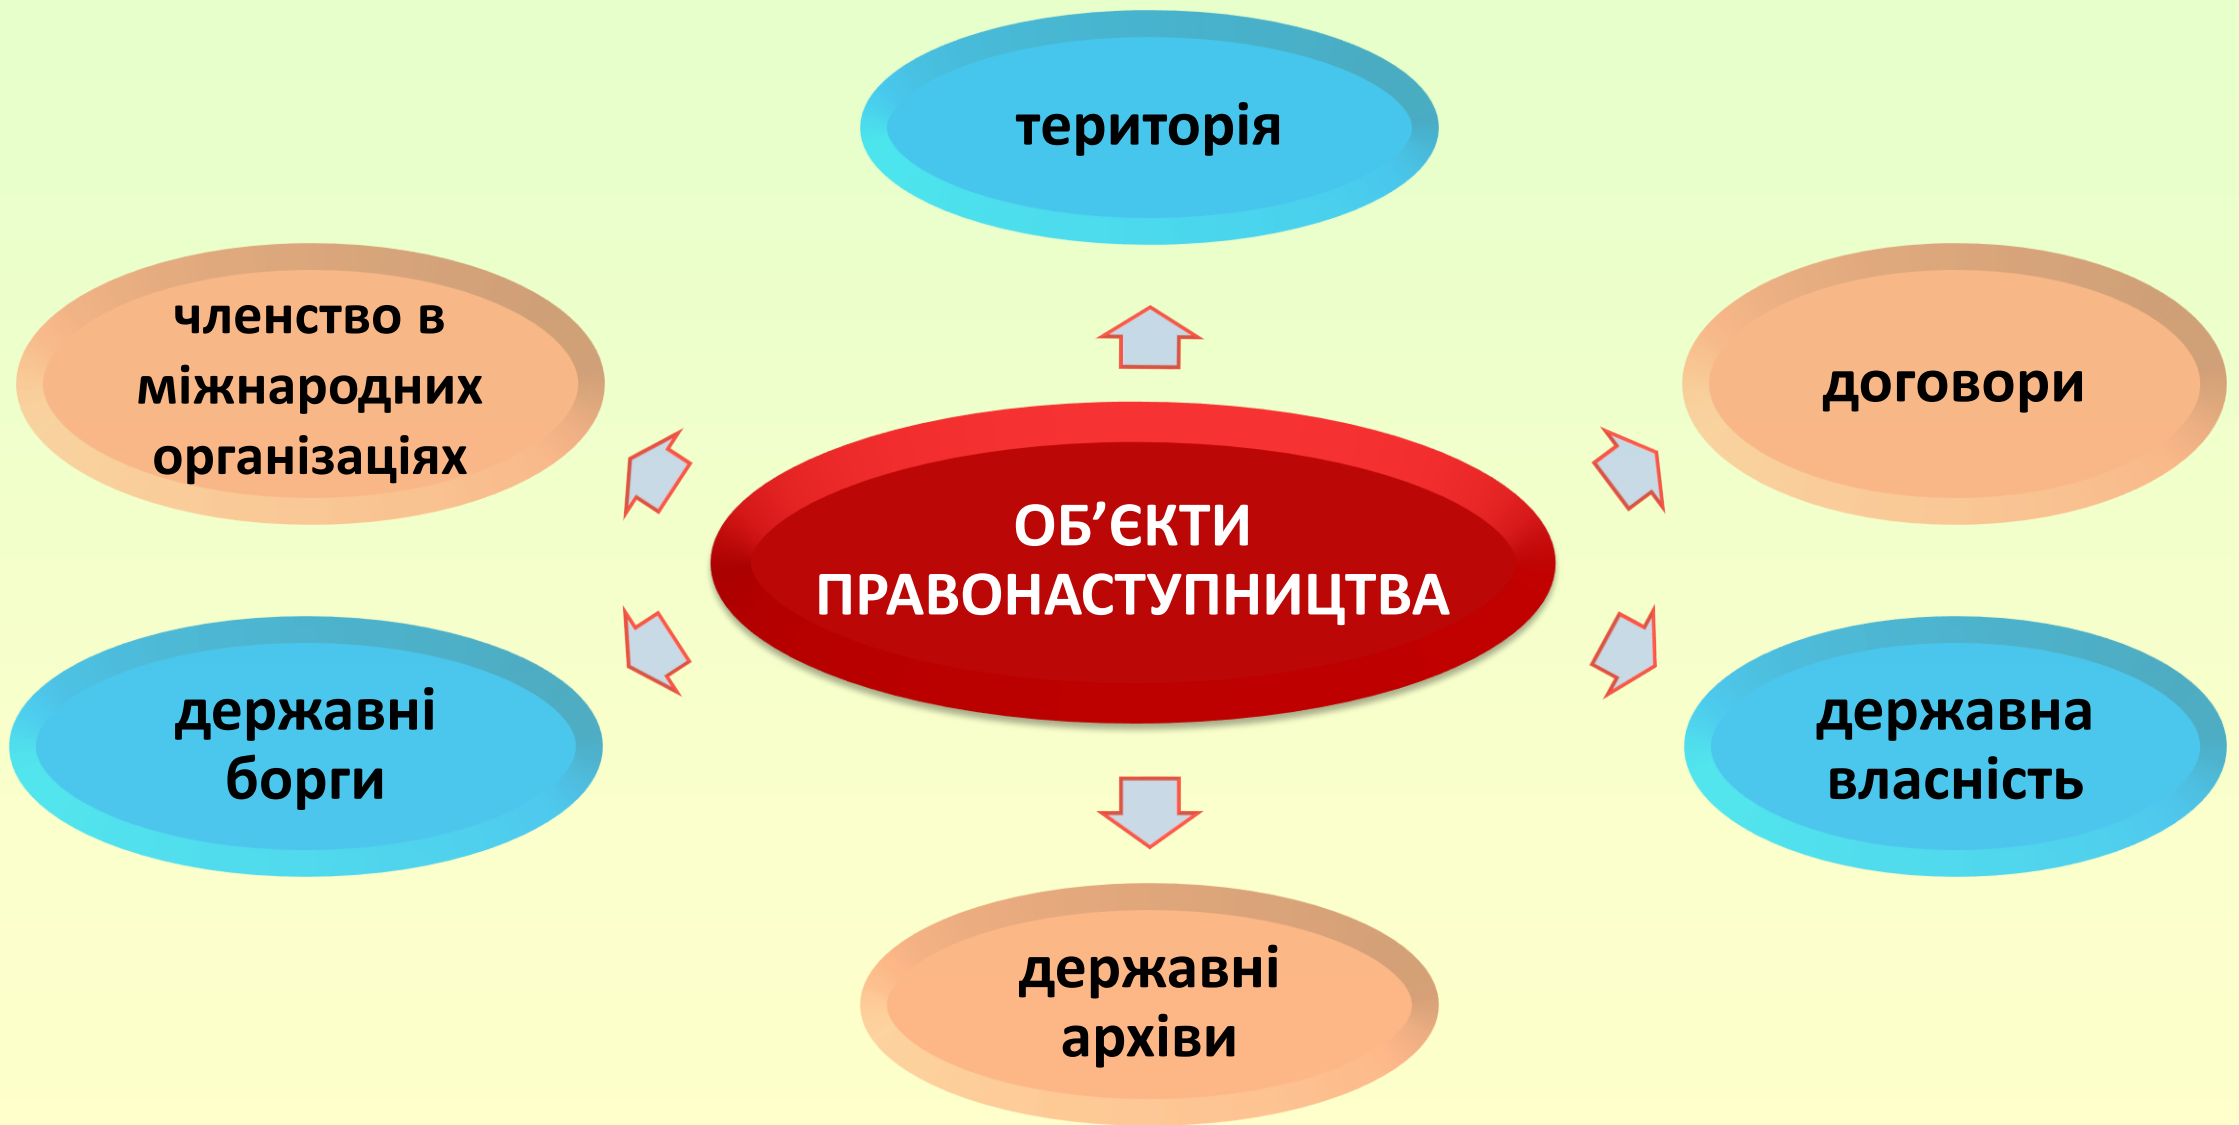 територія
членство в
міжнародних
організаціях
договори
ОБ’ЄКТИ
ПРАВОНАСТУПНИЦТВА
державні
борги
державна
власність
державні
архіви